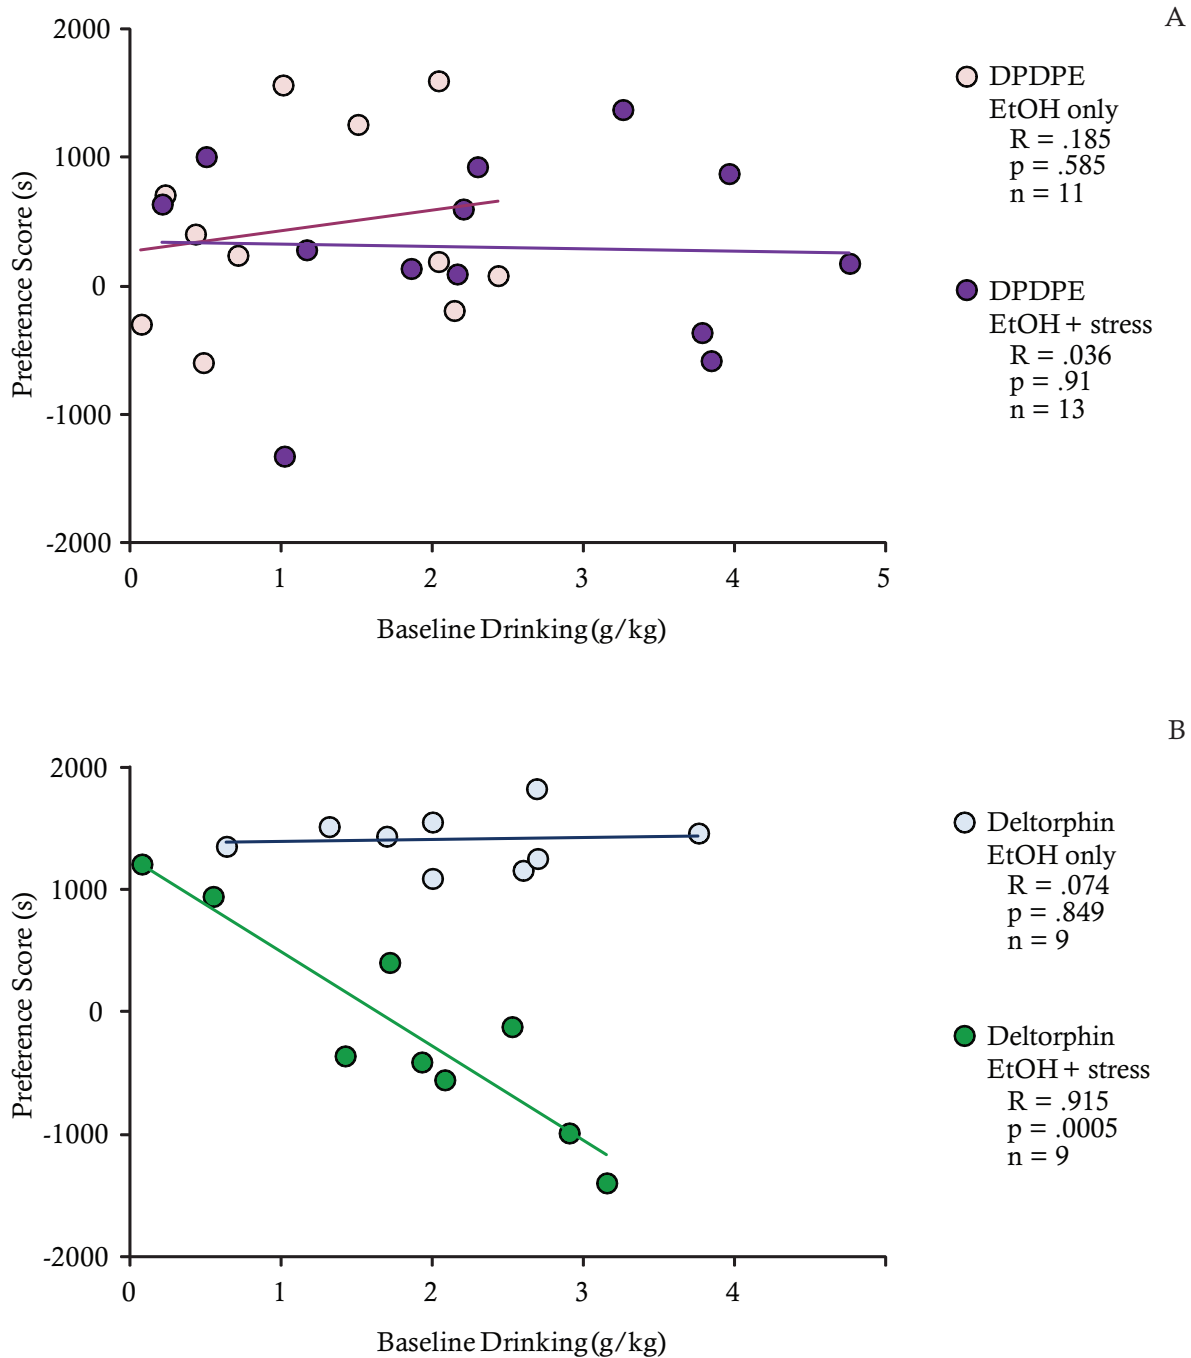 A
2000
1000
0
-1000
-2000
Preference Score (s)
0 1 2 3 4 5
Baseline Drinking (g/kg)
DPDPE
EtOH only
R = .185
p = .585
n = 11
DPDPE
EtOH + stress
R = .036
p = .91
n = 13
B
2000
1000
0
-1000
-2000
Preference Score (s)
0 1 2 3 4
Baseline Drinking (g/kg)
Deltorphin
EtOH only
R = .074
p = .849
n = 9
Deltorphin
EtOH + stress
R = .915
p = .0005
n = 9